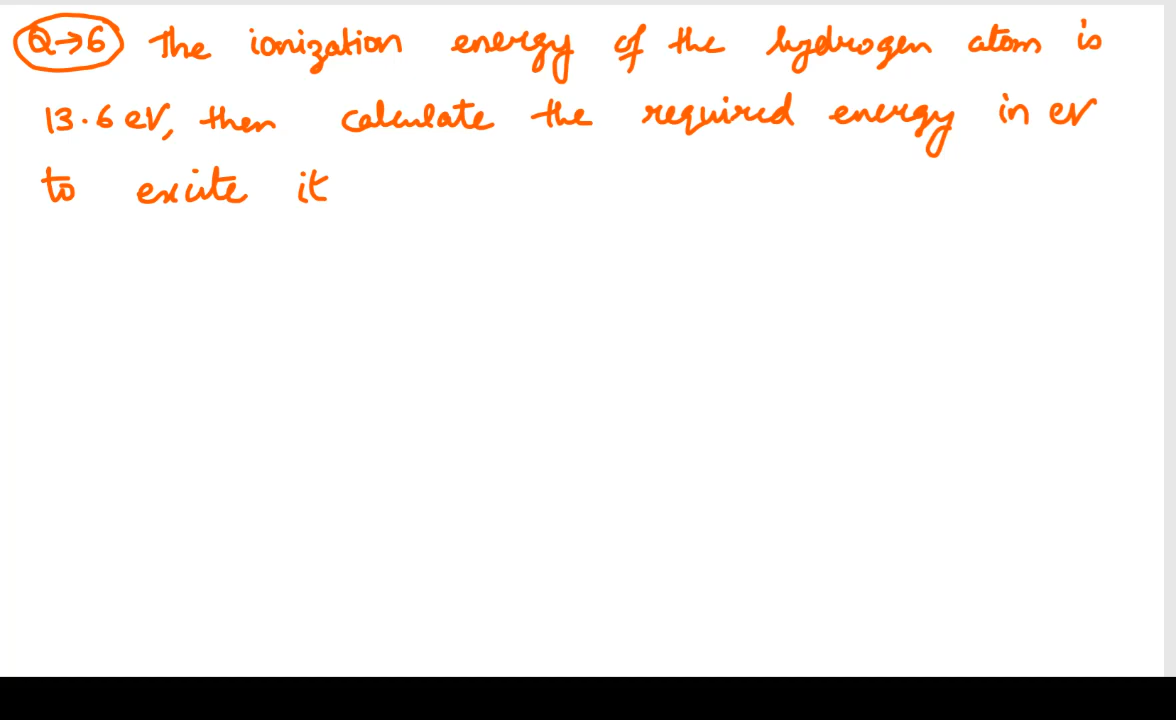 Q→6 The ionization energy of the hydrogen atom is
13.6 eV, then calculate the required energy in eV
to excite it